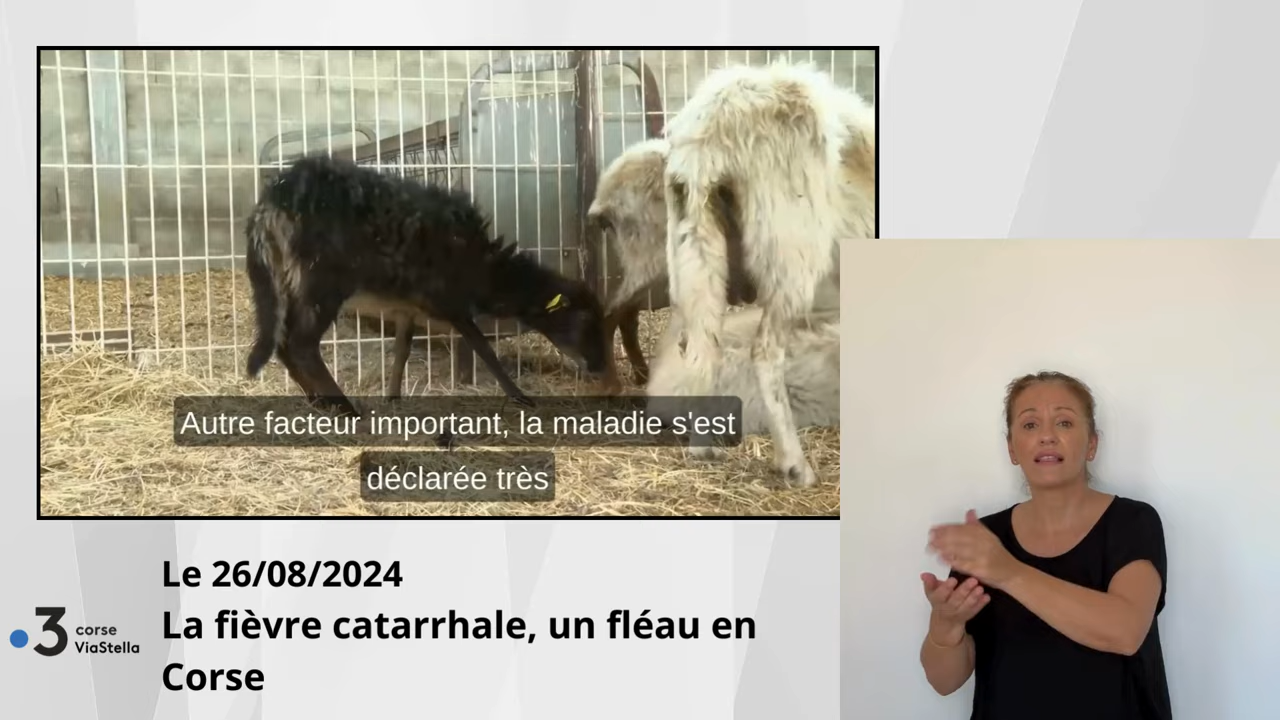 Autre facteur important, la maladie s'est
déclarée très
Le 26/08/2024
La fièvre catarrhale, un fléau en
Corse
3 corse
ViaStella